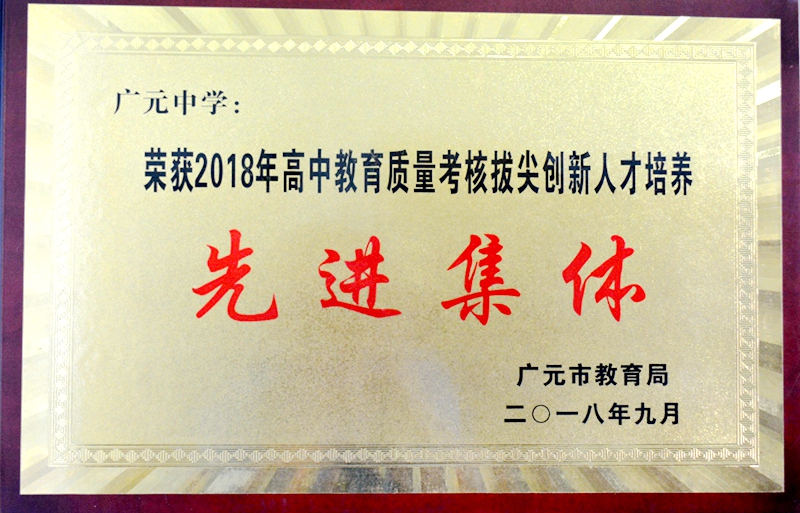 广元中学：
荣获2018年高中教育质量考核拔尖创新人才培养
先进集体
广元市教育局
二〇一八年九月